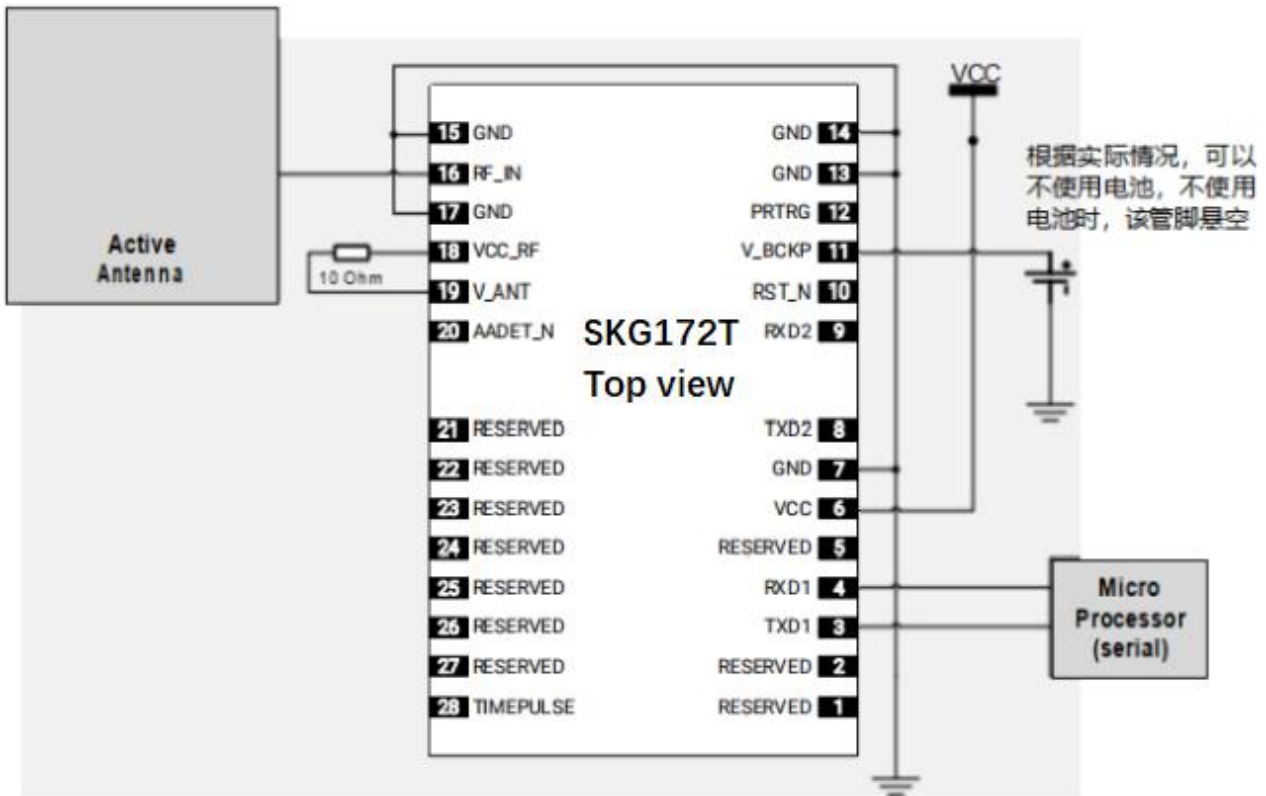 VCC
15 GND
GND 14
16 RF_IN
GND 13
17 GND
PRTRG 12
18 VCC_RF
V_BCKP 11
10 Ohm
19 V_ANT
RST_N 10
20 AADET_N
RXD2 9
SKG172T
Top view
21 RESERVED
TXD2 8
22 RESERVED
GND 7
23 RESERVED
VCC 6
24 RESERVED
RESERVED 5
25 RESERVED
RXD1 4
26 RESERVED
TXD1 3
27 RESERVED
RESERVED 2
28 TIMEPULSE
RESERVED 1
Active
Antenna
根据实际情况，可以
不使用电池，不使用
电池时，该管脚悬空
Micro
Processor
(serial)